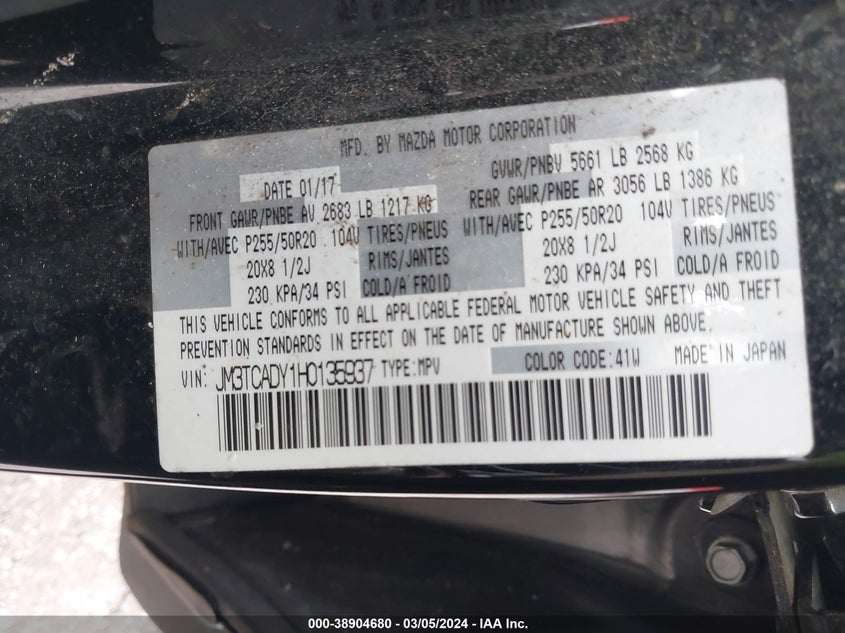 MFD. BY MAZDA MOTOR CORPORATION
DATE 01/17 GVWR/PNBV 5661 LB 2568 KG
FRONT GAWR/PNBE AV 2683 LB 1217 KG REAR GAWR/PNBE AR 3056 LB 1386 KG
WITH/AVEC P255/50R20 104V TIRES/PNEUS WITH/AVEC P255/50R20 104V TIRES/PNEUS
20X8 1/2J RIMS/JANTES 20X8 1/2J RIMS/JANTES
230 KPA/34 PSI COLD/A FROID 230 KPA/34 PSI COLD/A FROID
THIS VEHICLE CONFORMS TO ALL APPLICABLE FEDERAL MOTOR VEHICLE SAFETY AND THEFT
PREVENTION STANDARDS IN EFFECT ON THE DATE OF MANUFACTURE SHOWN ABOVE.
VIN: JM3TCADY1H0135937 TYPE:MPV COLOR CODE:41W MADE IN JAPAN
000-38904680 - 03/05/2024 - IAA Inc.